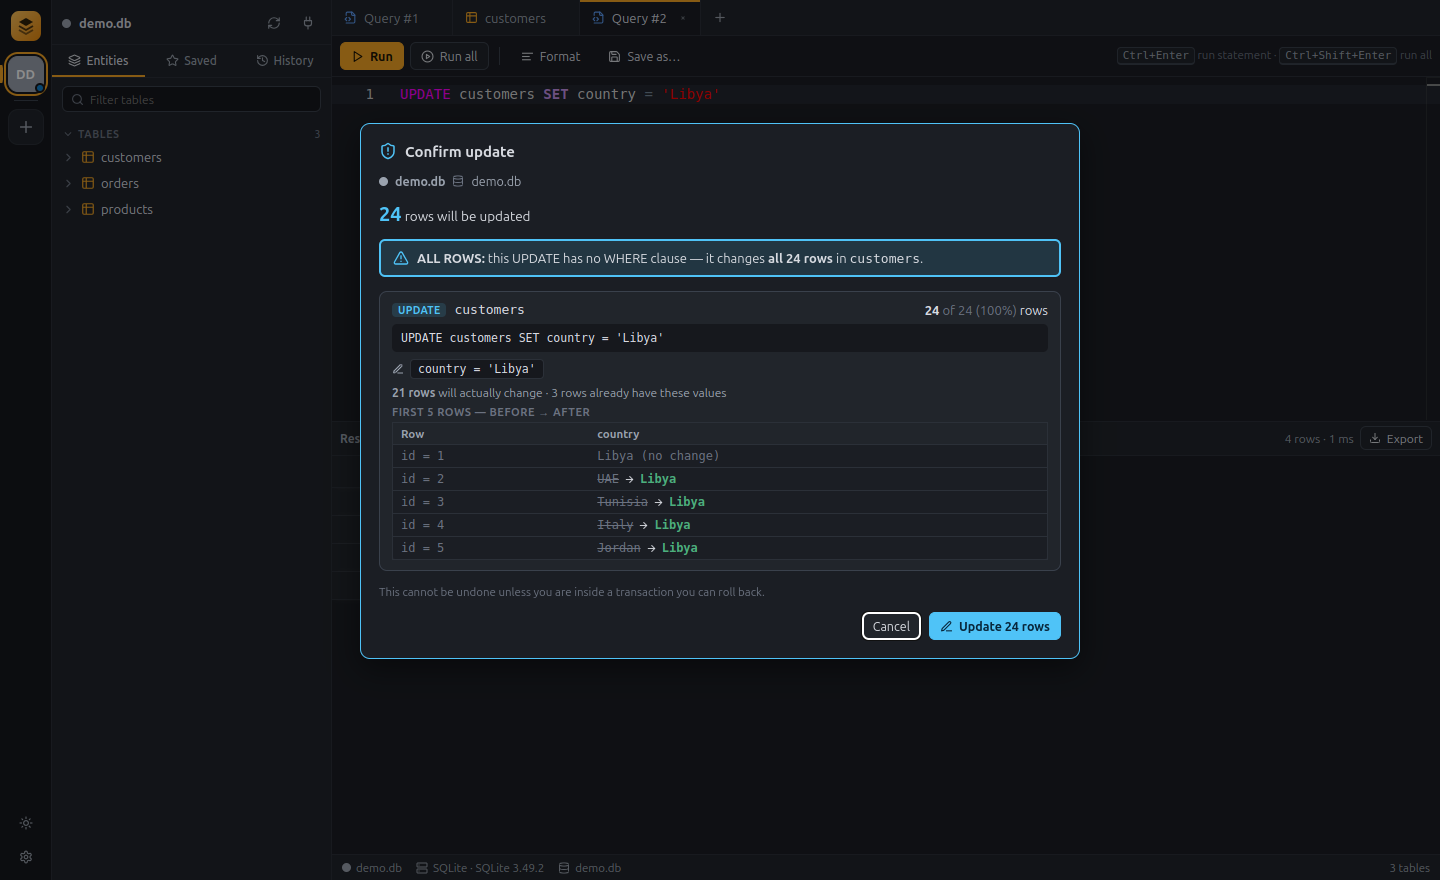 demo.db
Query #1
customers
Query #2
Run
Run all
Format
Save as...
Ctrl+Enter run statement · Ctrl+Shift+Enter run all
DD
Entities
Saved
History
Filter tables
TABLES 3
customers
orders
products
1 UPDATE customers SET country = 'Libya'
Confirm update
demo.db demo.db
24 rows will be updated
ALL ROWS: this UPDATE has no WHERE clause — it changes all 24 rows in customers.
UPDATE customers 24 of 24 (100%) rows
UPDATE customers SET country = 'Libya'
country = 'Libya'
21 rows will actually change · 3 rows already have these values
FIRST 5 ROWS — BEFORE → AFTER
Row country
id = 1 Libya (no change)
id = 2 UAE → Libya
id = 3 Tunisia → Libya
id = 4 Italy → Libya
id = 5 Jordan → Libya
This cannot be undone unless you are inside a transaction you can roll back.
Cancel
Update 24 rows
Res
4 rows · 1 ms
Export
demo.db SQLite · SQLite 3.49.2 demo.db 3 tables